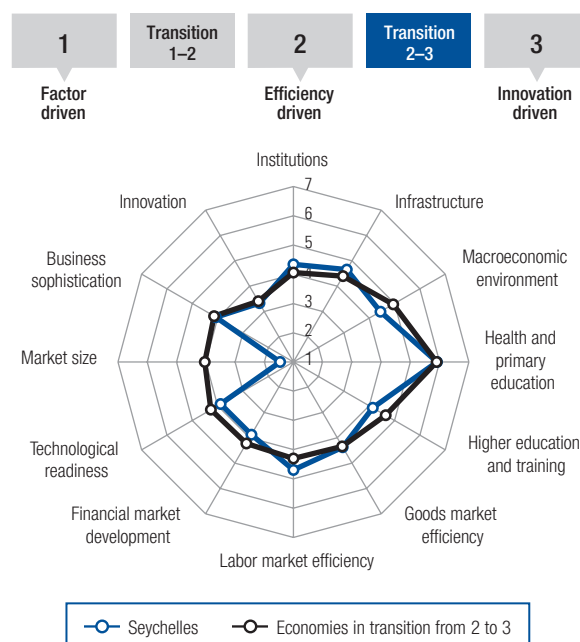 1
Transition
1–2
2
Transition
2–3
3
Factor
driven
Efficiency
driven
Innovation
driven
Institutions
7
Innovation
Infrastructure
6
5
Business
sophistication
Macroeconomic
environment
4
3
2
Market size
1
Health and
primary
education
Technological
readiness
Higher education
and training
Financial market
development
Goods market
efficiency
Labor market efficiency
Seychelles
Economies in transition from 2 to 3